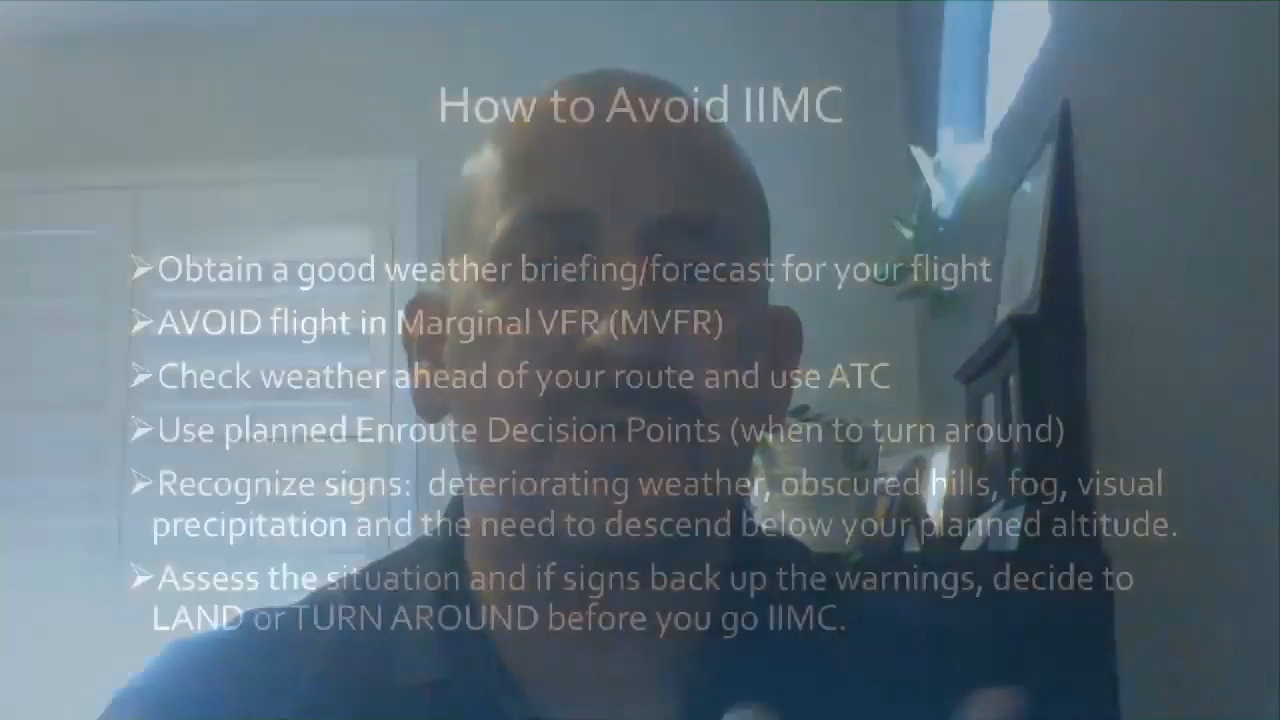 How to Avoid IIMC
➢Obtain a good weather briefing/forecast for your flight
➢AVOID flight in Marginal VFR (MVFR)
➢Check weather ahead of your route and use ATC
➢Use planned Enroute Decision Points (when to turn around)
➢Recognize signs:  deteriorating weather, obscured hills, fog, visual
precipitation and the need to descend below your planned altitude.
➢Assess the situation and if signs back up the warnings, decide to
LAND or TURN AROUND before you go IIMC.